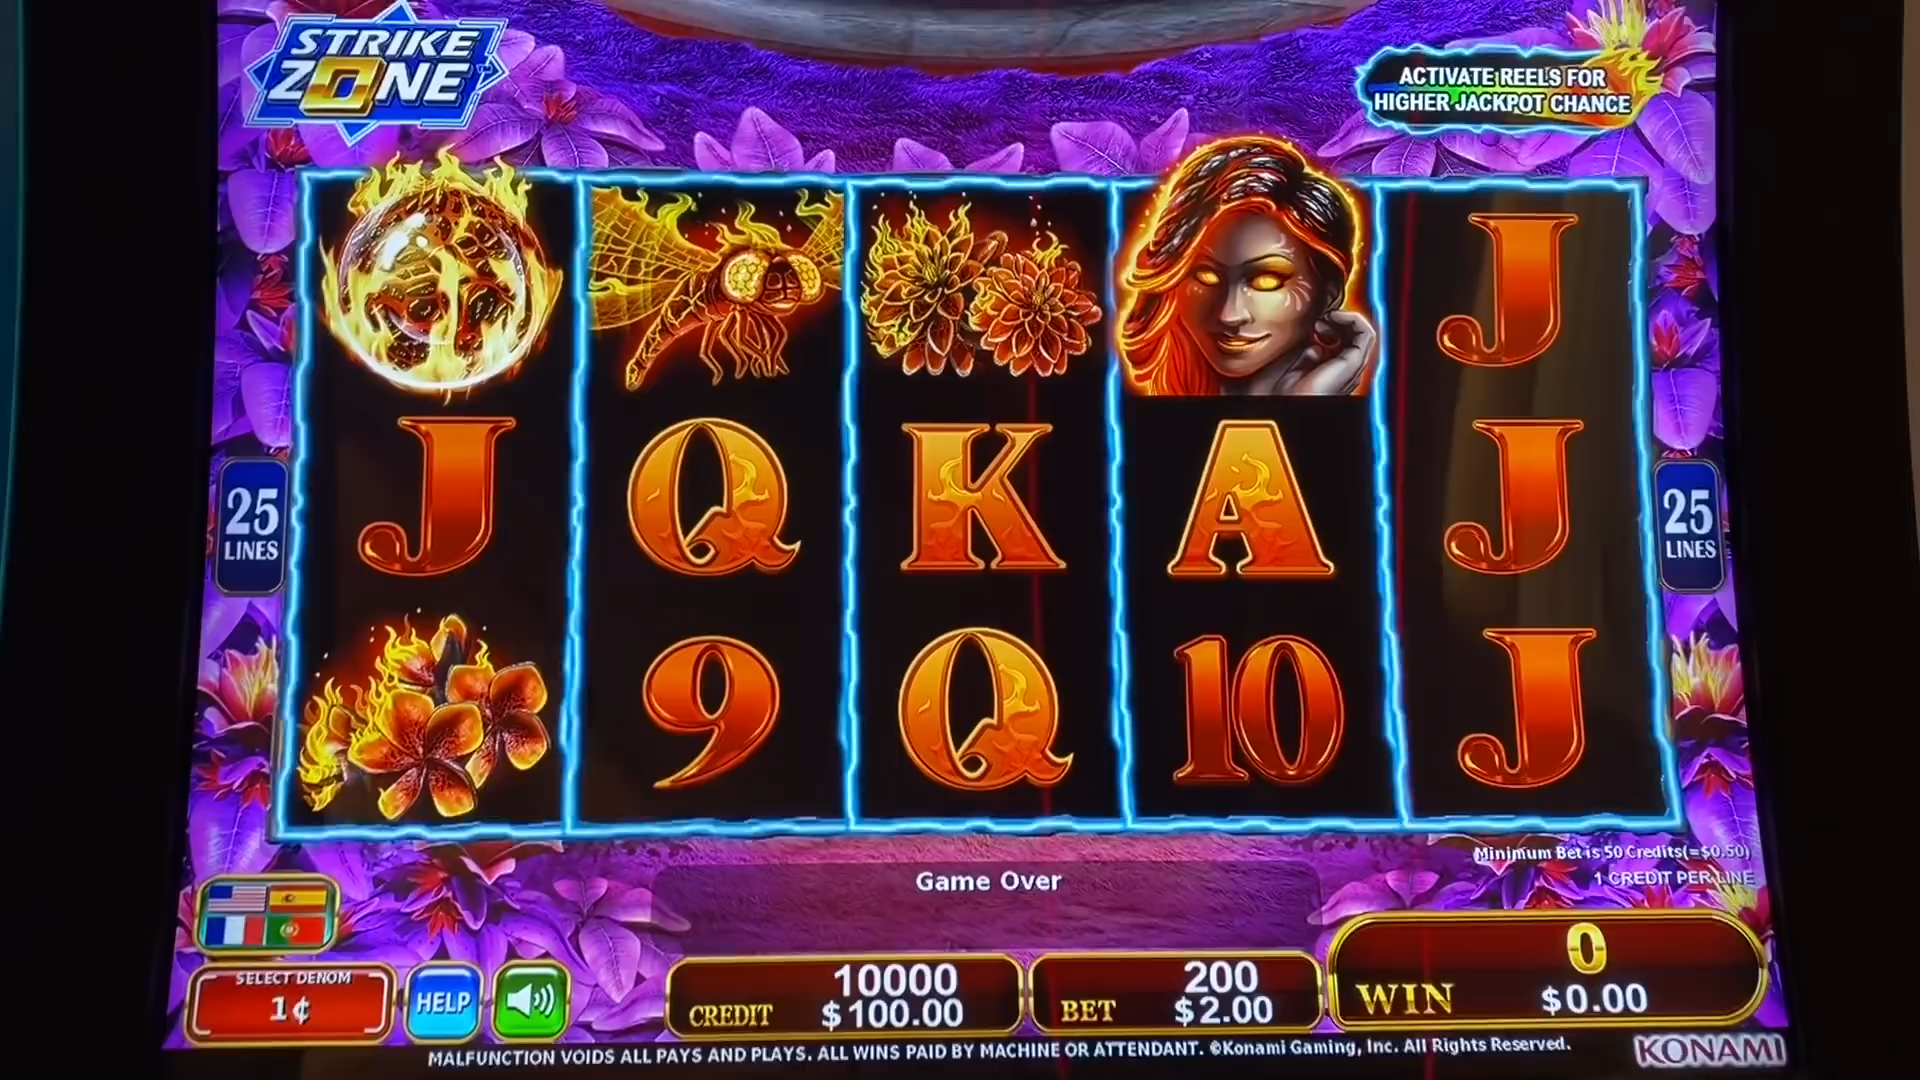 STRIKE
ZONE™
ACTIVATE REELS FOR
HIGHER JACKPOT CHANCE
J
J Q K A J
25
LINES
25
LINES
9 Q 10 J
Minimum Bet is 50 Credits(=$0.50)
1 CREDIT PER LINE
Game Over
SELECT DENOM
1¢
HELP
CREDIT
10000
$100.00
BET
200
$2.00
WIN
0
$0.00
MALFUNCTION VOIDS ALL PAYS AND PLAYS. ALL WINS PAID BY MACHINE OR ATTENDANT. ©Konami Gaming, Inc. All Rights Reserved.
KONAMI